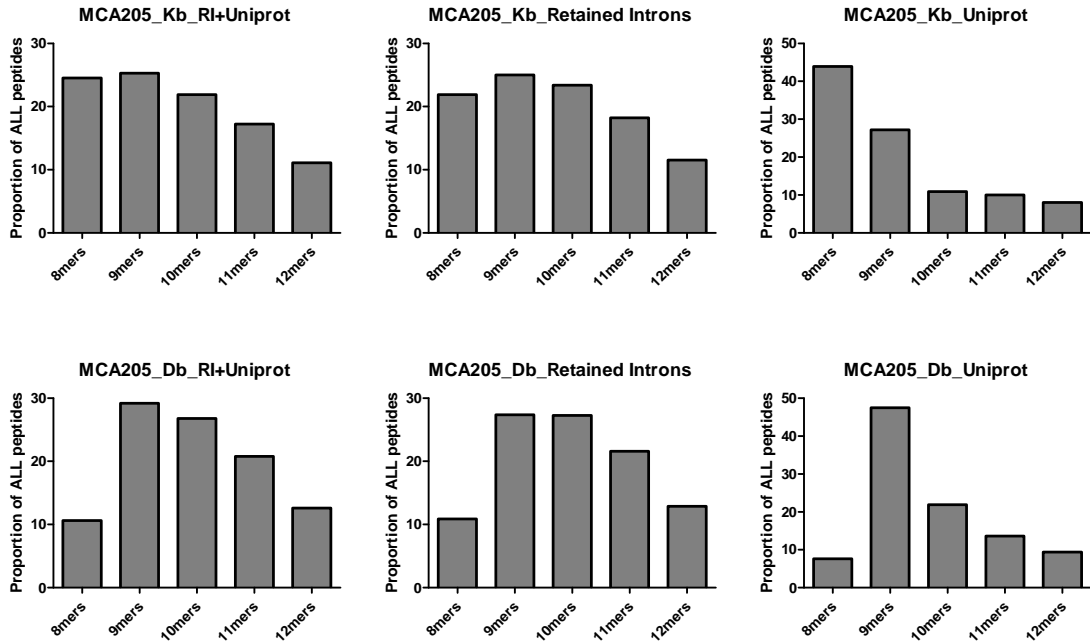 MCA205_Kb_RI+Uniprot
Proportion of ALL peptides
30
20
10
0
8mers
9mers
10mers
11mers
12mers
MCA205_Kb_Retained Introns
Proportion of ALL peptides
30
20
10
0
8mers
9mers
10mers
11mers
12mers
MCA205_Kb_Uniprot
Proportion of ALL peptides
50
40
30
20
10
0
8mers
9mers
10mers
11mers
12mers
MCA205_Db_RI+Uniprot
Proportion of ALL peptides
30
20
10
0
8mers
9mers
10mers
11mers
12mers
MCA205_Db_Retained Introns
Proportion of ALL peptides
30
20
10
0
8mers
9mers
10mers
11mers
12mers
MCA205_Db_Uniprot
Proportion of ALL peptides
50
40
30
20
10
0
8mers
9mers
10mers
11mers
12mers